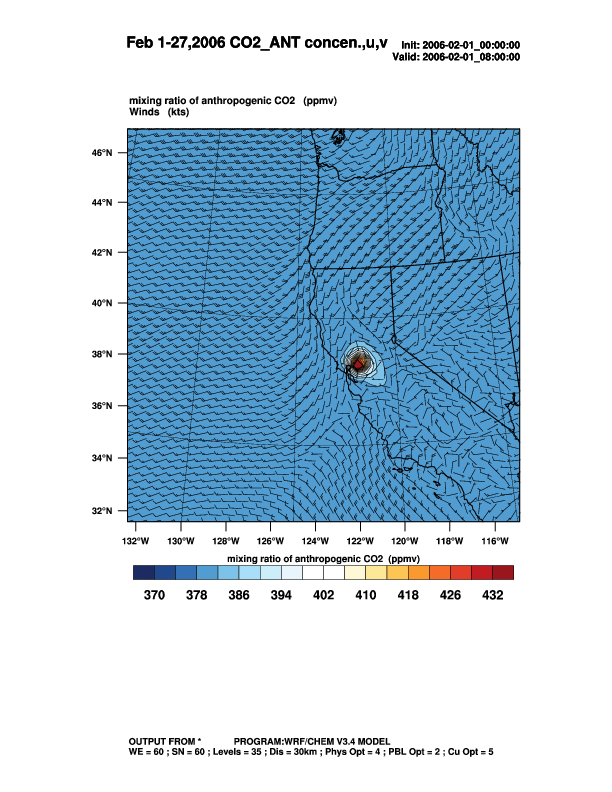 Feb 1-27,2006 CO2_ANT concen.,u,v Init: 2006-02-01_00:00:00
Valid: 2006-02-01_08:00:00
mixing ratio of anthropogenic CO2 (ppmv)
Winds (kts)
46°N
44°N
42°N
40°N
38°N
36°N
34°N
32°N
132°W 130°W 128°W 126°W 124°W 122°W 120°W 118°W 116°W
mixing ratio of anthropogenic CO2 (ppmv)
370 378 386 394 402 410 418 426 432
OUTPUT FROM * PROGRAM:WRF/CHEM V3.4 MODEL
WE = 60 ; SN = 60 ; Levels = 35 ; Dis = 30km ; Phys Opt = 4 ; PBL Opt = 2 ; Cu Opt = 5